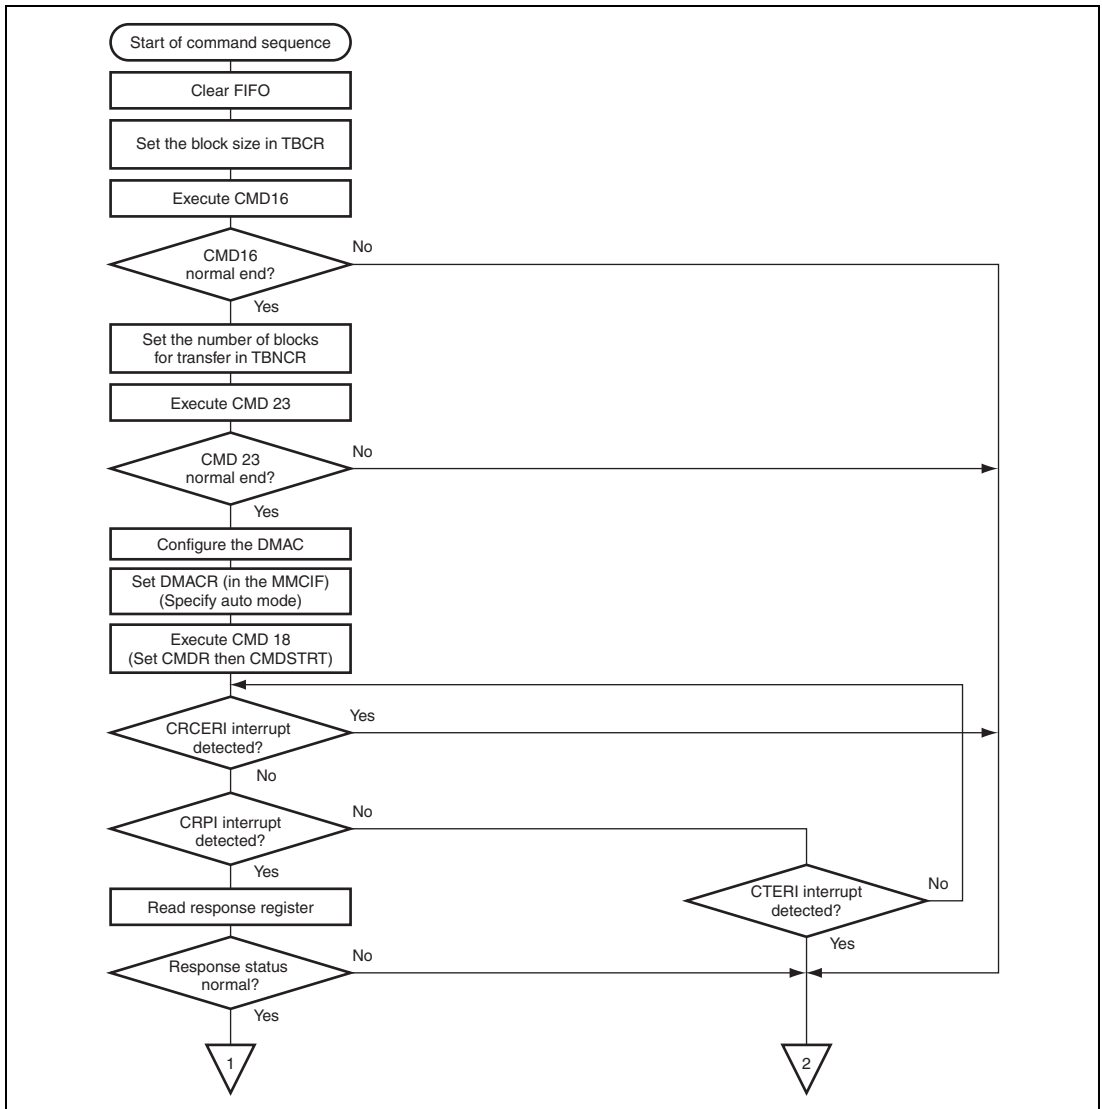 Start of command sequence
Clear FIFO
Set the block size in TBCR
Execute CMD16
CMD16
normal end?
No
Yes
Set the number of blocks
for transfer in TBNCR
Execute CMD 23
CMD 23
normal end?
No
Yes
Configure the DMAC
Set DMACR (in the MMCIF)
(Specify auto mode)
Execute CMD 18
(Set CMDR then CMDSTRT)
CRCERI interrupt
detected?
Yes
No
CRPI interrupt
detected?
No
Yes
CTERI interrupt
detected?
No
Yes
Read response register
Response status
normal?
No
Yes
1
2